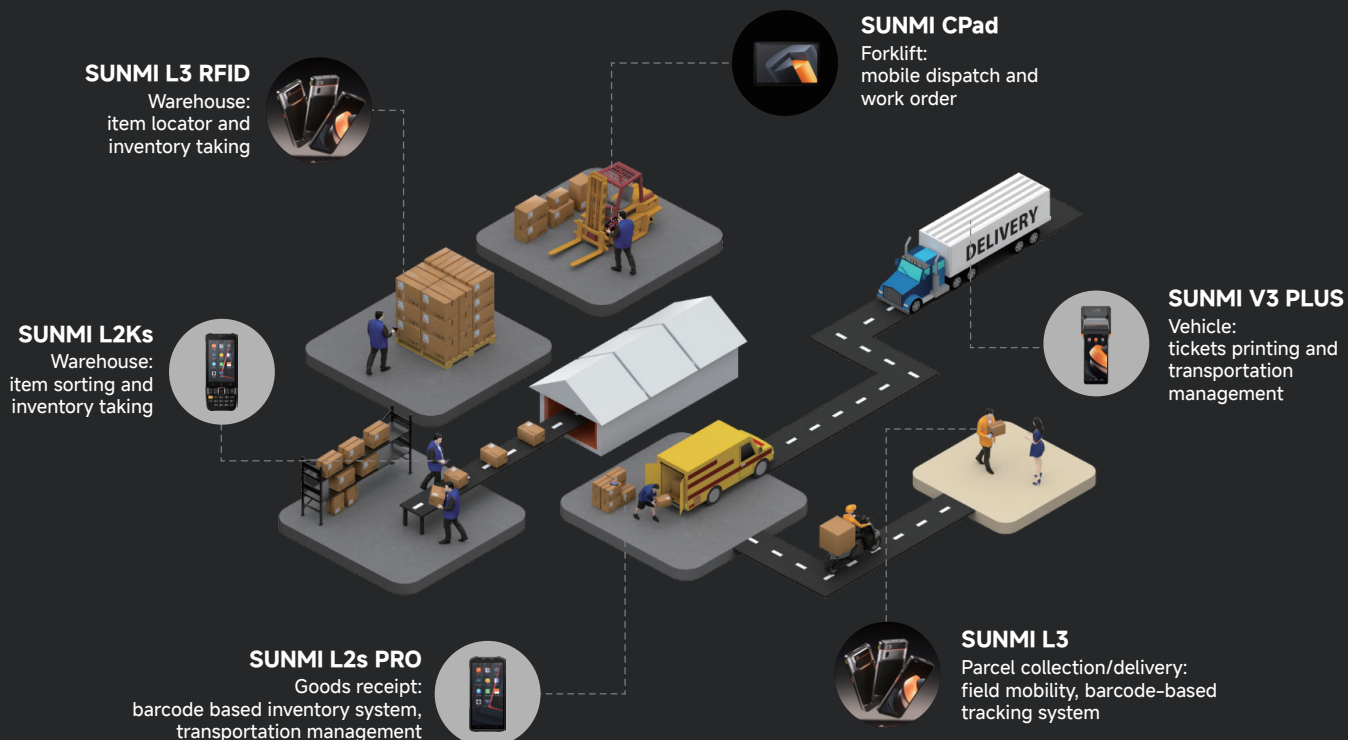 SUNMI CPad
Forklift:
mobile dispatch and
work order
SUNMI L3 RFID
Warehouse:
item locator and
inventory taking
DELIVERY
SUNMI V3 PLUS
Vehicle:
tickets printing and
transportation
management
SUNMI L2Ks
Warehouse:
item sorting and
inventory taking
SUNMI L3
Parcel collection/delivery:
field mobility, barcode-based
tracking system
SUNMI L2s PRO
Goods receipt:
barcode based inventory system,
transportation management